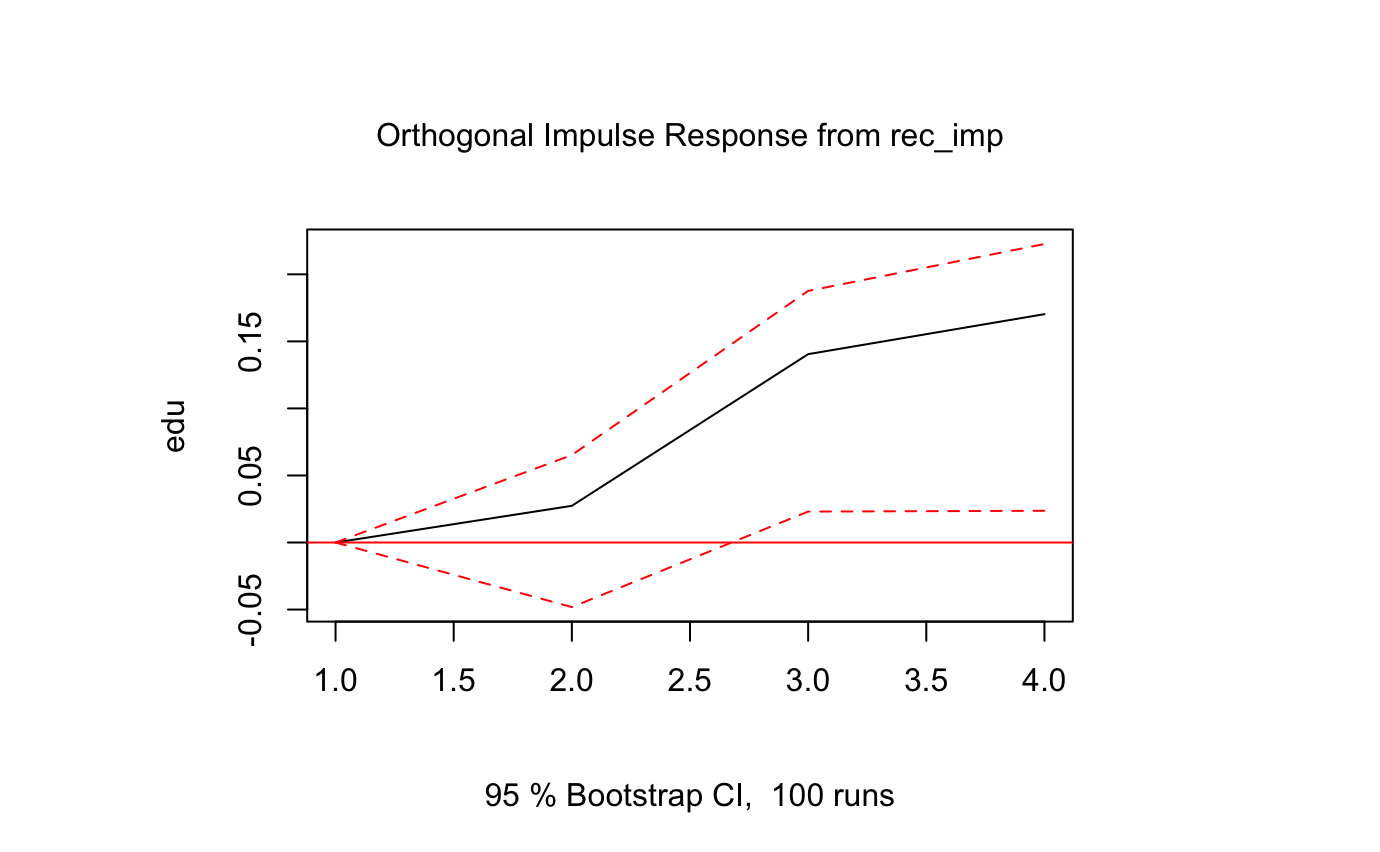 Orthogonal Impulse Response from rec_imp
edu
0.15
0.05
-0.05
1.0 1.5 2.0 2.5 3.0 3.5 4.0
95 % Bootstrap CI,  100 runs